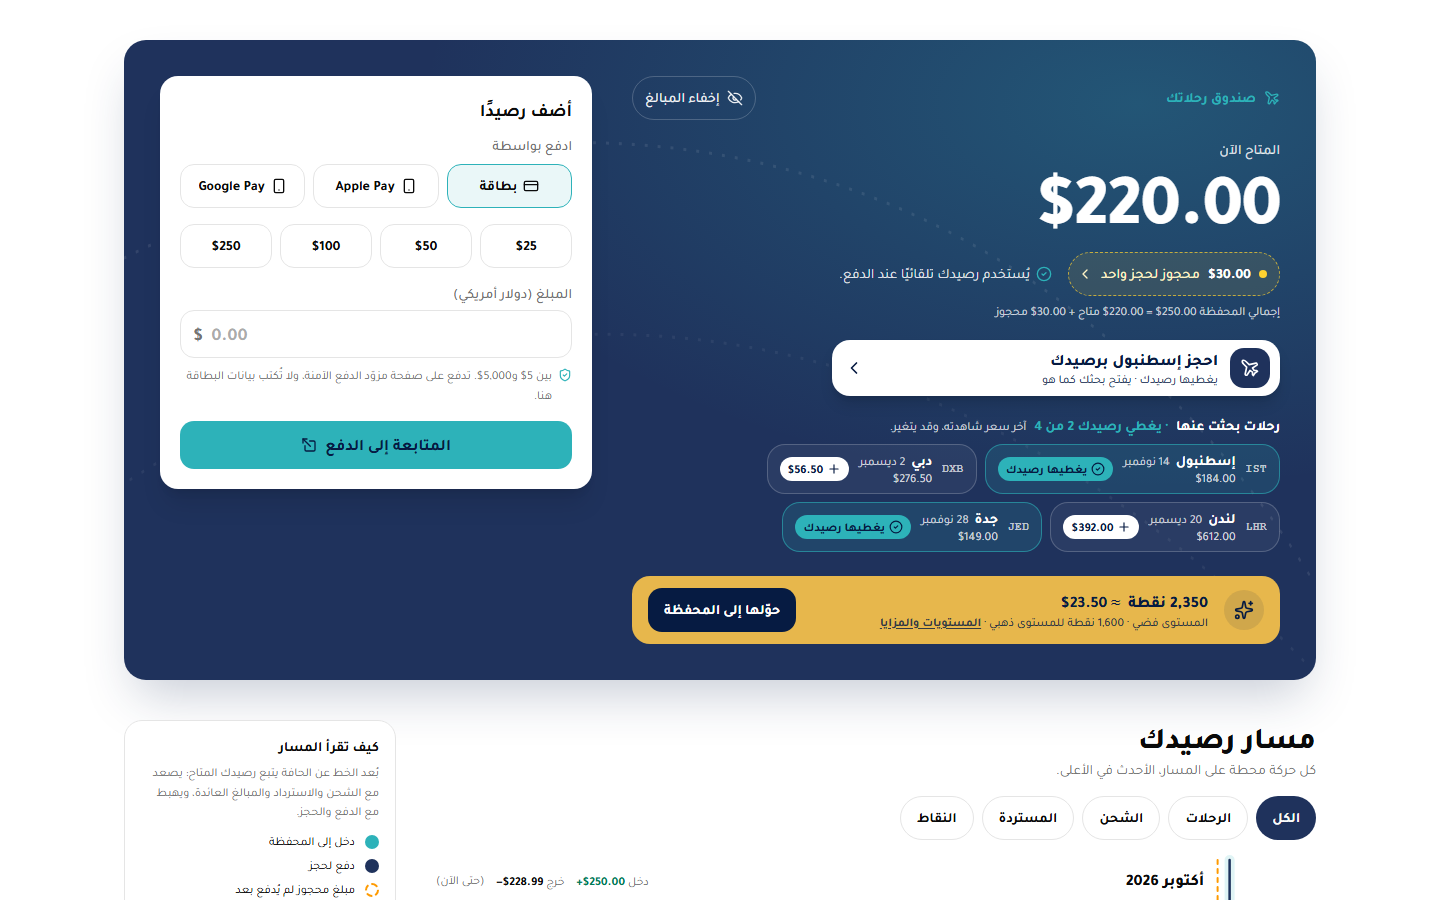 صندوق رحلاتك
إخفاء المبالغ
المتاح الآن
$220.00
$30.00 محجوز لحجز واحد
يُستخدم رصيدك تلقائيًا عند الدفع.
إجمالي المحفظة $250.00 = $220.00 متاح + $30.00 محجوز
احجز إسطنبول برصيدك
يغطيها رصيدك · يفتح بحثك كما هو
رحلات بحثت عنها · يغطي رصيدك 2 من 4 آخر سعر شاهدته، وقد يتغير.
IST إسطنبول 14 نوفمبر
$184.00
يغطيها رصيدك
DXB دبي 2 ديسمبر
$276.50
+ $56.50
LHR لندن 20 ديسمبر
$612.00
+ $392.00
JED جدة 28 نوفمبر
$149.00
يغطيها رصيدك
2,350 نقطة ≈ $23.50
المستوى فضي · 1,600 نقطة للمستوى ذهبي · المستويات والمزايا
حوّلها إلى المحفظة
أضف رصيدًا
ادفع بواسطة
بطاقة
Apple Pay
Google Pay
$25
$50
$100
$250
المبلغ (دولار أمريكي)
$ 0.00
بين $5 و$5,000. تدفع على صفحة مزوّد الدفع الآمنة، ولا تُكتب بيانات البطاقة
هنا.
المتابعة إلى الدفع
مسار رصيدك
كل حركة محطة على المسار، الأحدث في الأعلى.
الكل
الرحلات
الشحن
المستردة
النقاط
أكتوبر 2026
دخل +$250.00 خرج −$228.99 (حتى الآن)
كيف تقرأ المسار
بُعد الخط عن الحافة يتبع رصيدك المتاح: يصعد
مع الشحن والاسترداد والمبالغ العائدة، ويهبط
مع الدفع والحجز.
دخل إلى المحفظة
دفع لحجز
مبلغ محجوز لم يُدفع بعد